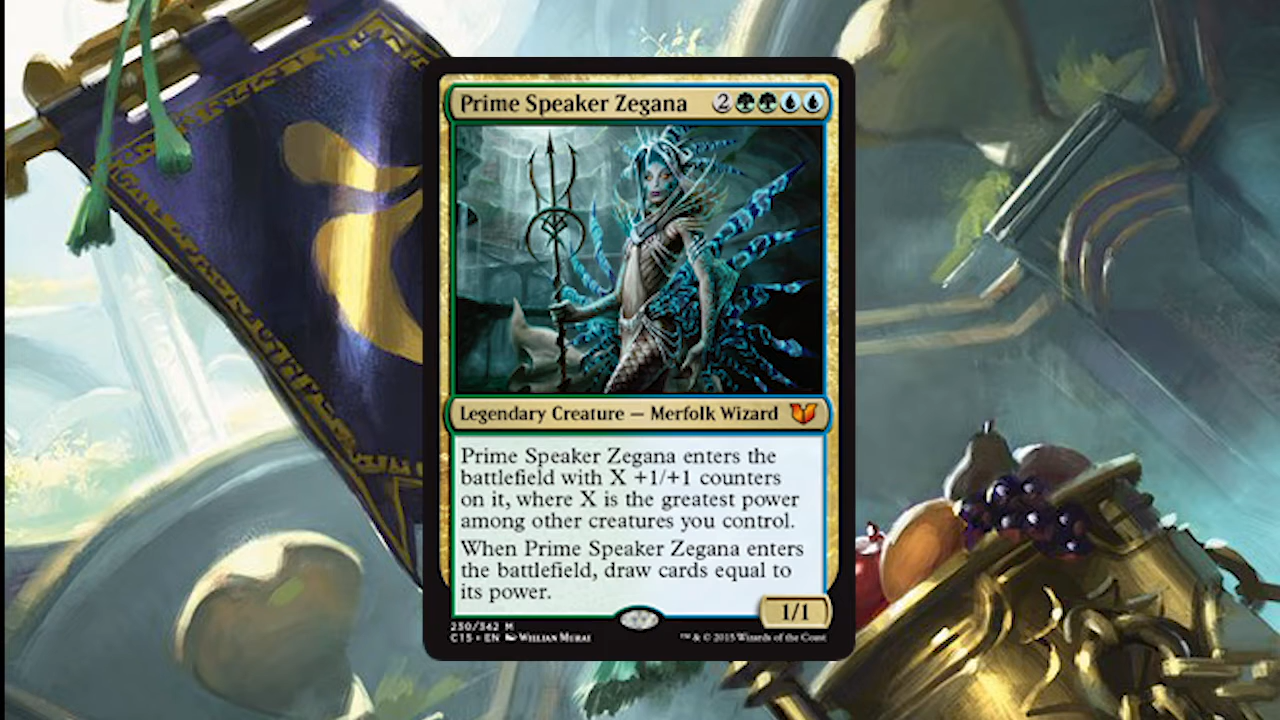 Prime Speaker Zegana 2
Legendary Creature — Merfolk Wizard
Prime Speaker Zegana enters the
battlefield with X +1/+1 counters
on it, where X is the greatest power
among other creatures you control.
When Prime Speaker Zegana enters
the battlefield, draw cards equal to
its power.
1/1
230/342 M
C15 • EN Willian Murai
™ & © 2015 Wizards of the Coast